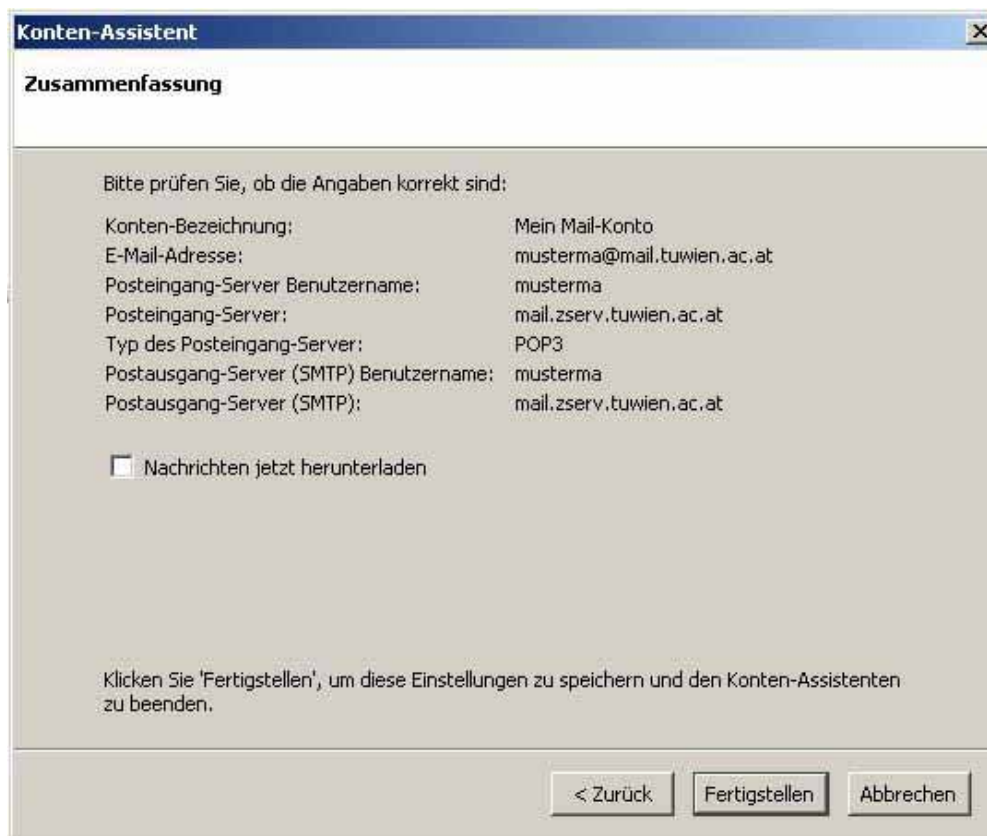 Konten-Assistent
Zusammenfassung
Bitte prüfen Sie, ob die Angaben korrekt sind:
Konten-Bezeichnung: Mein Mail-Konto
E-Mail-Adresse: musterma@mail.tuwien.ac.at
Posteingang-Server Benutzername: musterma
Posteingang-Server: mail.zserv.tuwien.ac.at
Typ des Posteingang-Server: POP3
Postausgang-Server (SMTP) Benutzername: musterma
Postausgang-Server (SMTP): mail.zserv.tuwien.ac.at
Nachrichten jetzt herunterladen
Klicken Sie 'Fertigstellen', um diese Einstellungen zu speichern und den Konten-Assistenten
zu beenden.
< Zurück Fertigstellen Abbrechen